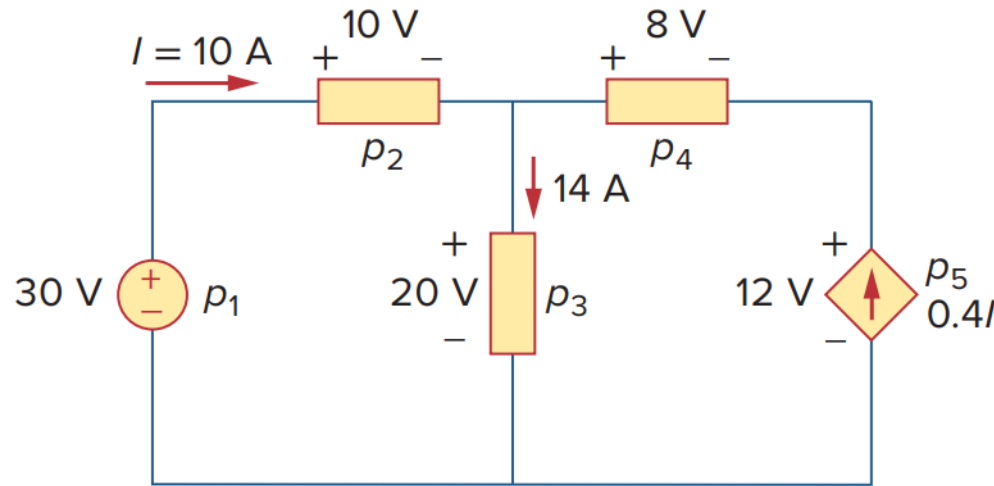 10 V
8 V
I = 10 A
+
−
+
−
p₂
p₄
14 A
+
+
30 V
+
−
p₁
20 V
p₃
12 V
p₅
0.4I
−
−